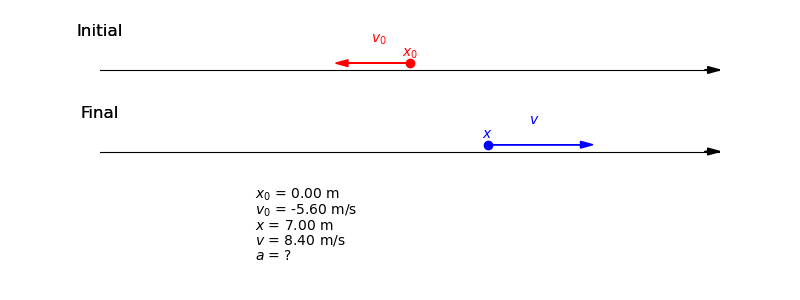 Initial
v₀
x₀
Final
v
x
x₀ = 0.00 m
v₀ = -5.60 m/s
x = 7.00 m
v = 8.40 m/s
a = ?